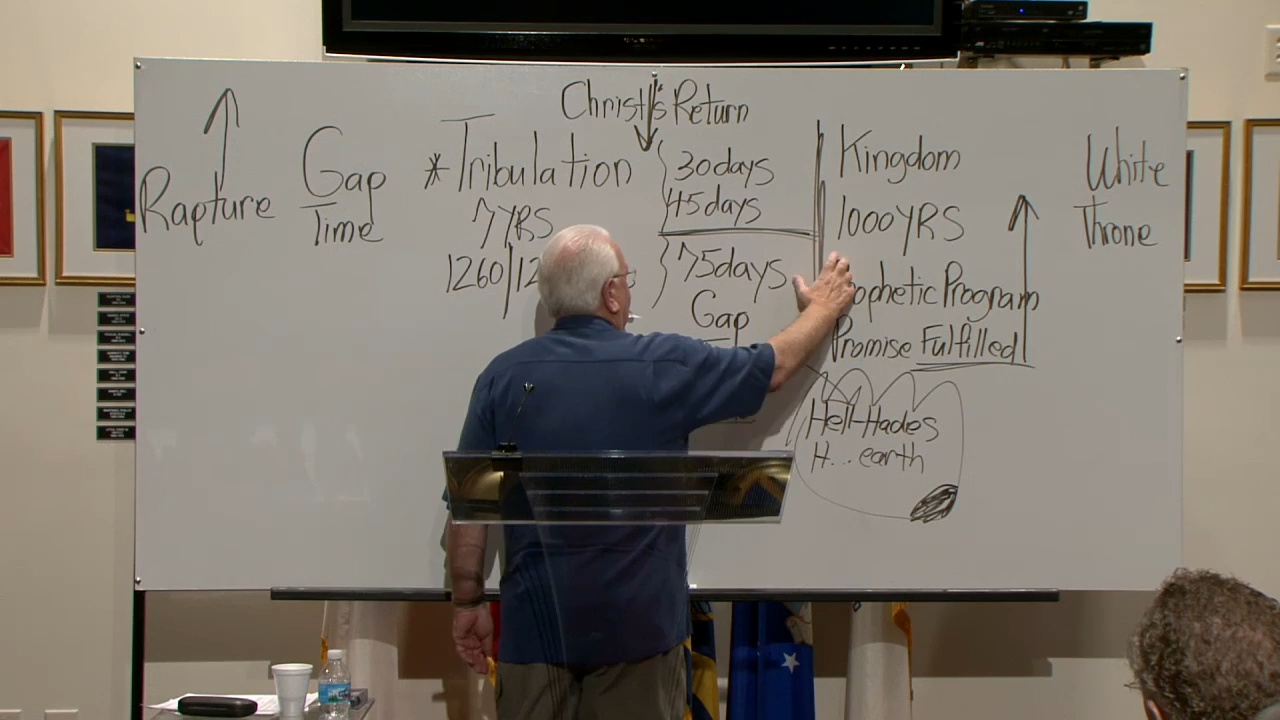 Christ's Return
Rapture
Gap
Time
*Tribulation
7YRS
1260/12
30days
45days
75days
Gap
Kingdom
1000YRS
Prophetic Program
Promise Fulfilled
Hell-Hades
H... earth
White
Throne